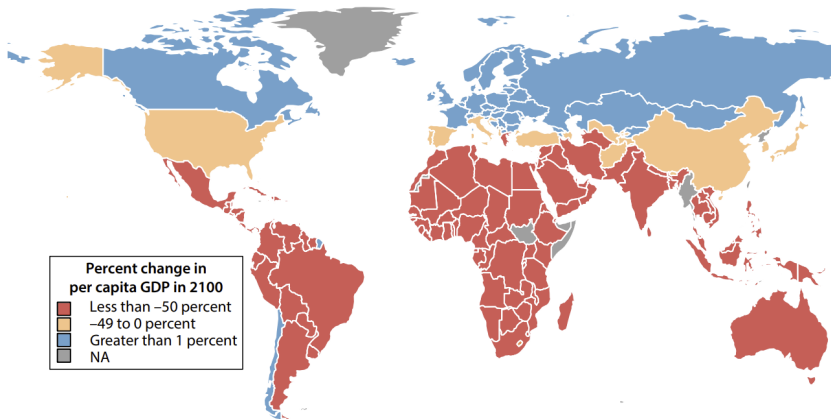 Percent change in
per capita GDP in 2100
Less than –50 percent
–49 to 0 percent
Greater than 1 percent
NA